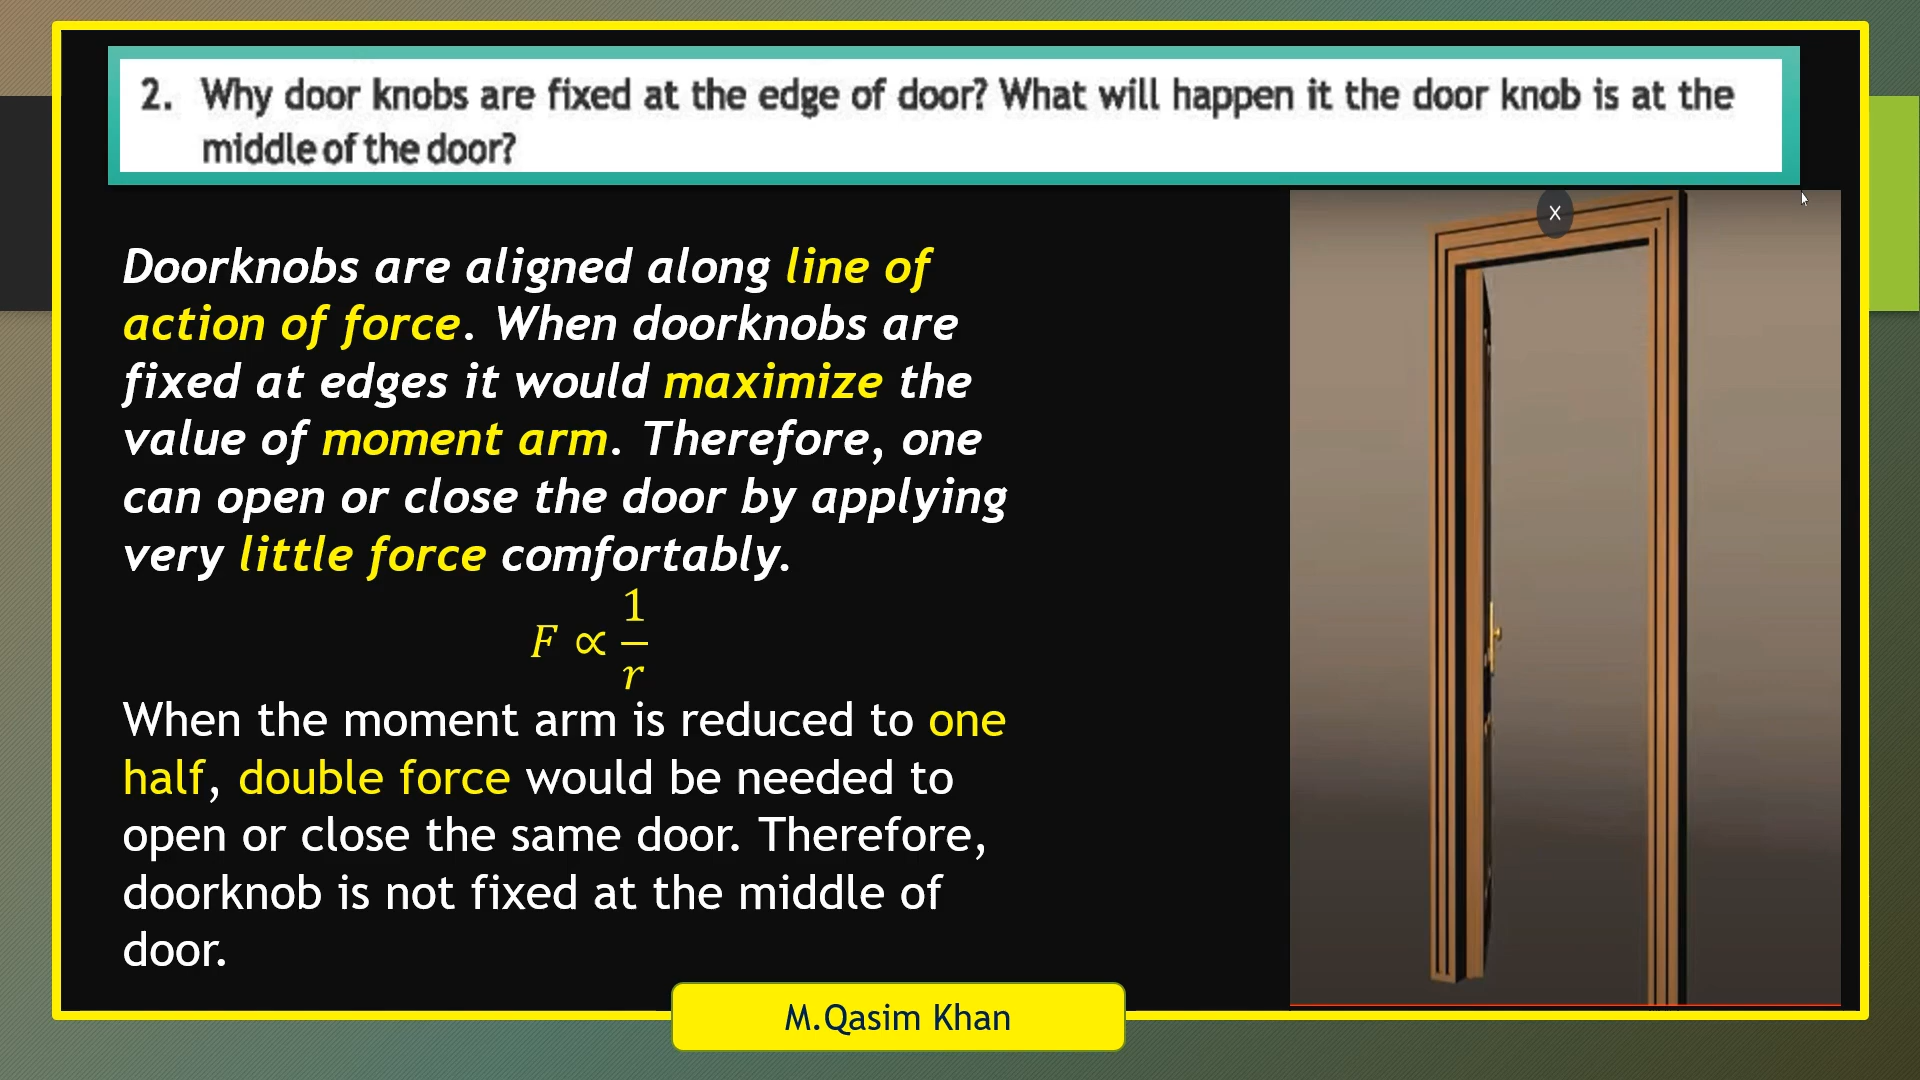 2. Why door knobs are fixed at the edge of door? What will happen it the door knob is at the
middle of the door?
X
Doorknobs are aligned along line of
action of force. When doorknobs are
fixed at edges it would maximize the
value of moment arm. Therefore, one
can open or close the door by applying
very little force comfortably.
F ∝ 1/r
When the moment arm is reduced to one
half, double force would be needed to
open or close the same door. Therefore,
doorknob is not fixed at the middle of
door.
M.Qasim Khan